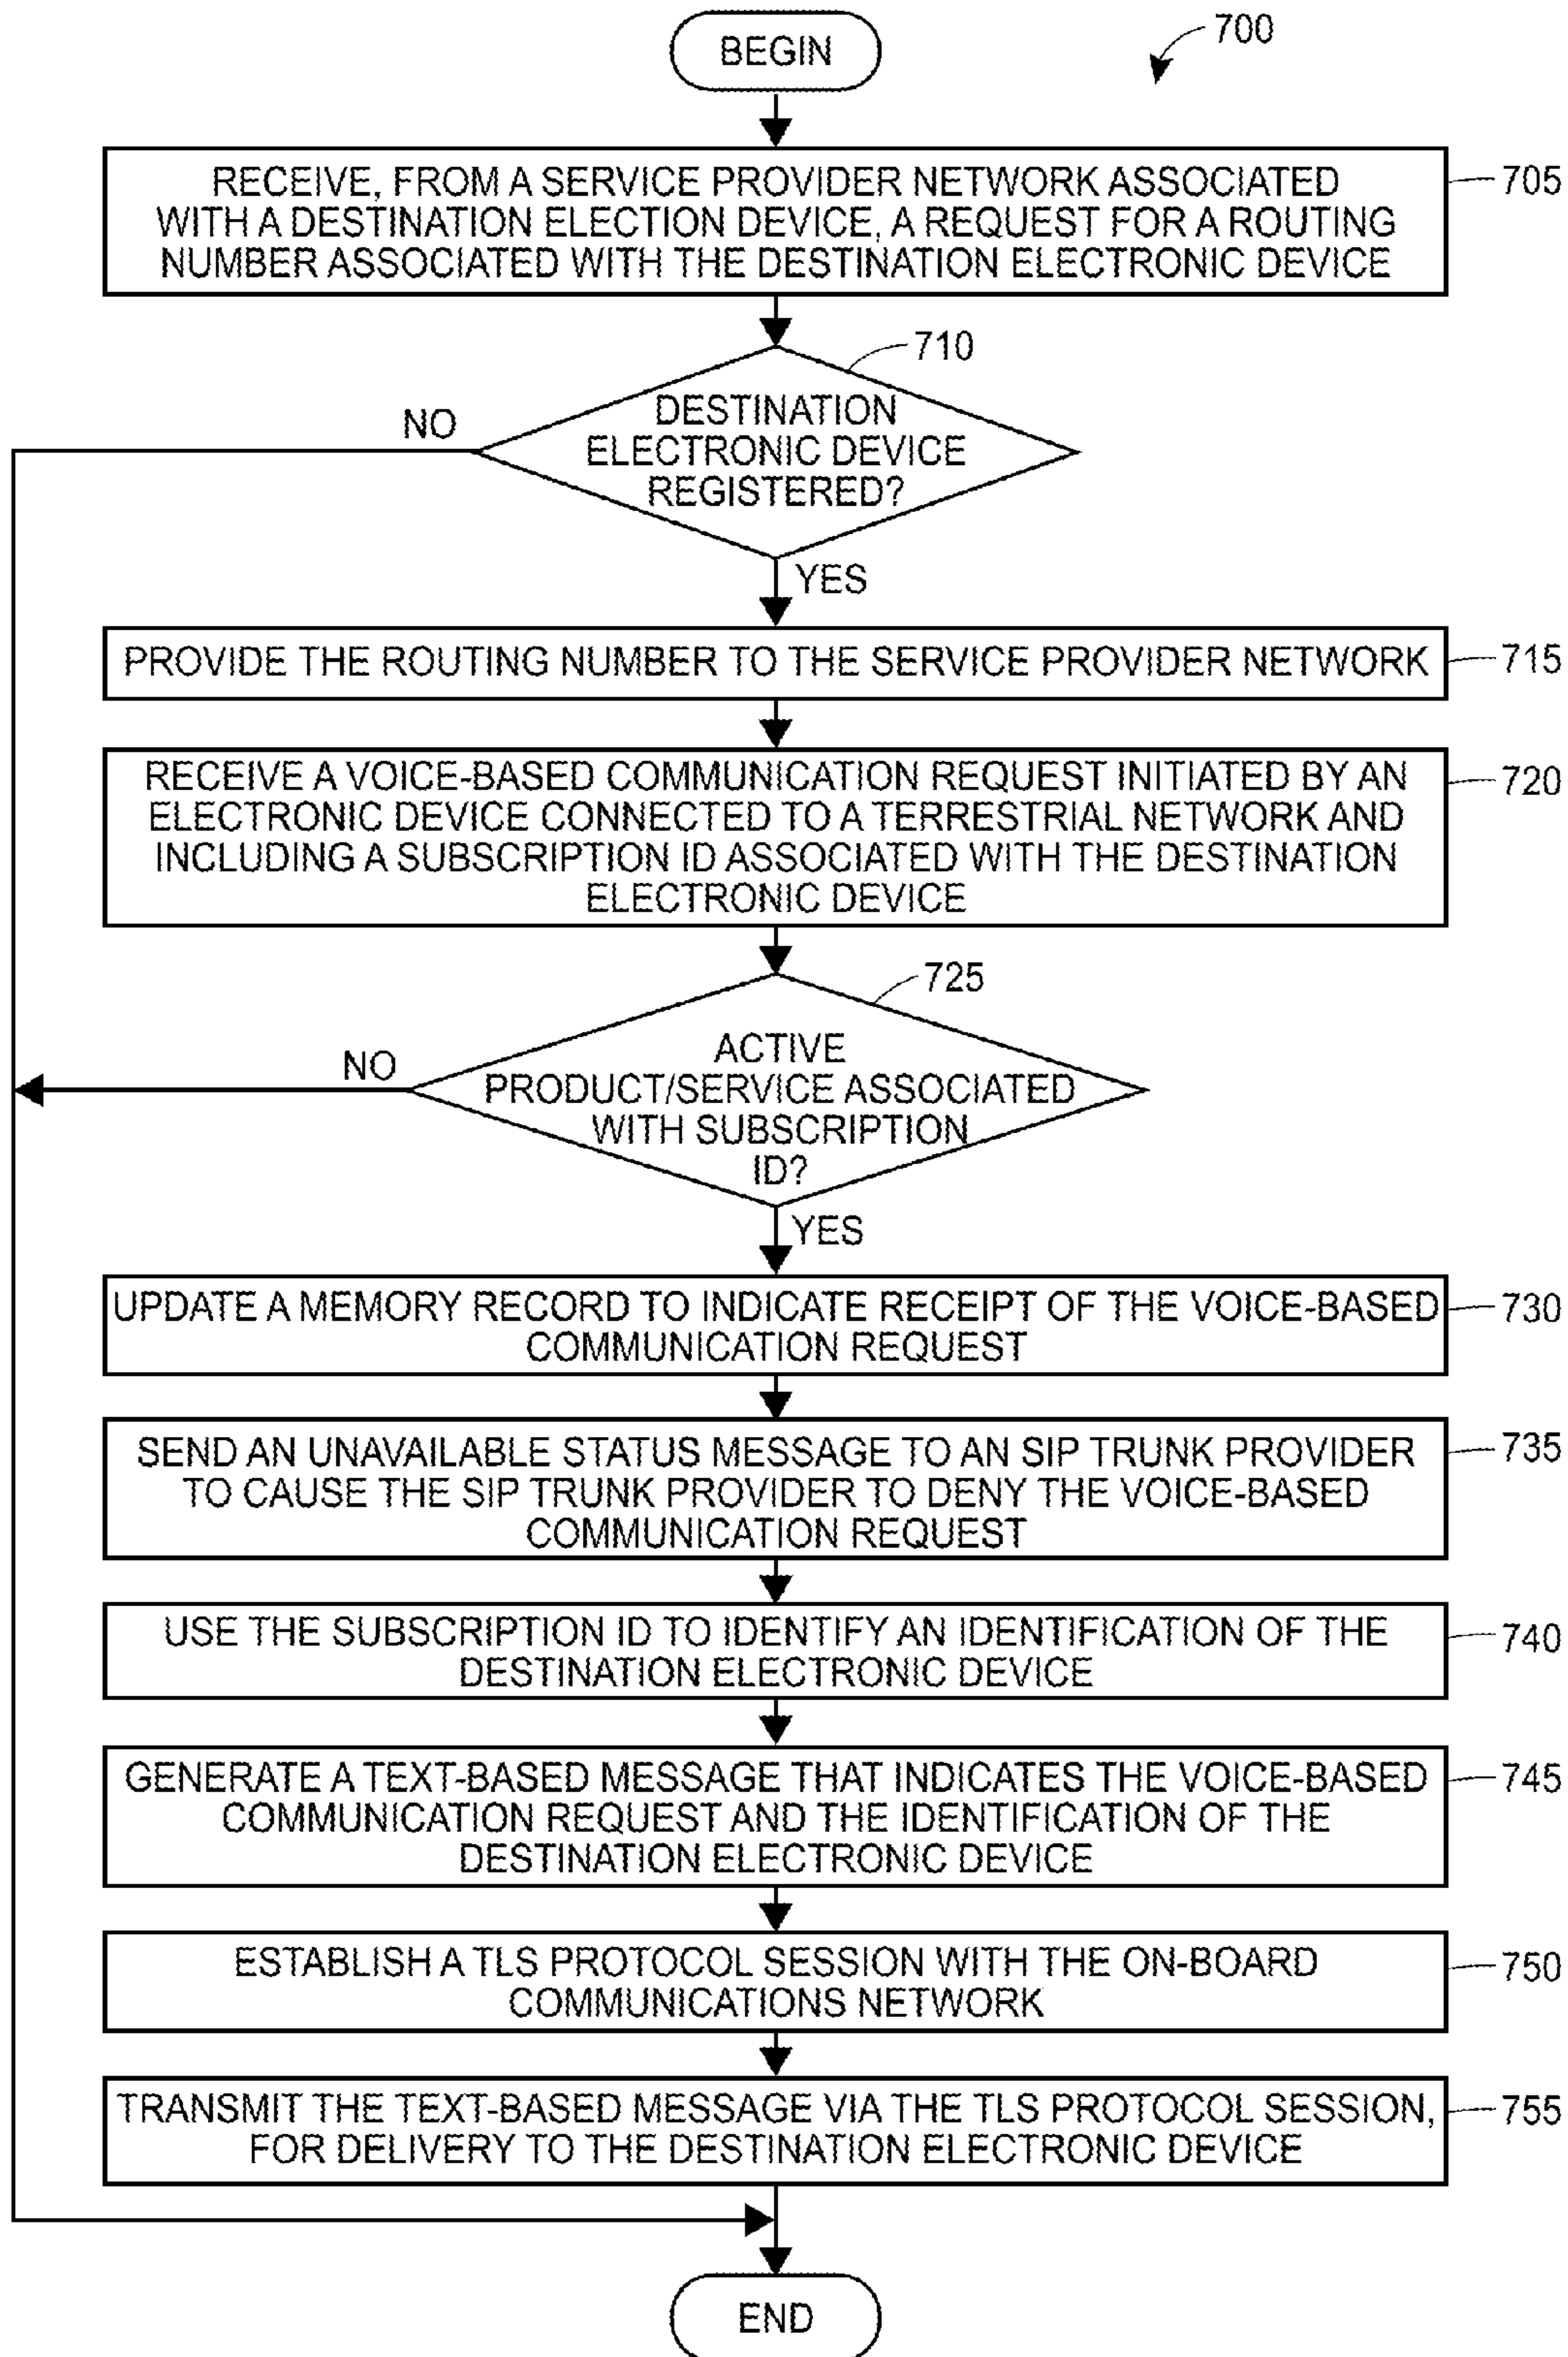 BEGIN
700
RECEIVE, FROM A SERVICE PROVIDER NETWORK ASSOCIATED
WITH A DESTINATION ELECTION DEVICE, A REQUEST FOR A ROUTING
NUMBER ASSOCIATED WITH THE DESTINATION ELECTRONIC DEVICE
705
710
DESTINATION
ELECTRONIC DEVICE
REGISTERED?
NO
YES
PROVIDE THE ROUTING NUMBER TO THE SERVICE PROVIDER NETWORK
715
RECEIVE A VOICE-BASED COMMUNICATION REQUEST INITIATED BY AN
ELECTRONIC DEVICE CONNECTED TO A TERRESTRIAL NETWORK AND
INCLUDING A SUBSCRIPTION ID ASSOCIATED WITH THE DESTINATION
ELECTRONIC DEVICE
720
725
ACTIVE
PRODUCT/SERVICE ASSOCIATED
WITH SUBSCRIPTION
ID?
NO
YES
UPDATE A MEMORY RECORD TO INDICATE RECEIPT OF THE VOICE-BASED
COMMUNICATION REQUEST
730
SEND AN UNAVAILABLE STATUS MESSAGE TO AN SIP TRUNK PROVIDER
TO CAUSE THE SIP TRUNK PROVIDER TO DENY THE VOICE-BASED
COMMUNICATION REQUEST
735
USE THE SUBSCRIPTION ID TO IDENTIFY AN IDENTIFICATION OF THE
DESTINATION ELECTRONIC DEVICE
740
GENERATE A TEXT-BASED MESSAGE THAT INDICATES THE VOICE-BASED
COMMUNICATION REQUEST AND THE IDENTIFICATION OF THE
DESTINATION ELECTRONIC DEVICE
745
ESTABLISH A TLS PROTOCOL SESSION WITH THE ON-BOARD
COMMUNICATIONS NETWORK
750
TRANSMIT THE TEXT-BASED MESSAGE VIA THE TLS PROTOCOL SESSION,
FOR DELIVERY TO THE DESTINATION ELECTRONIC DEVICE
755
END